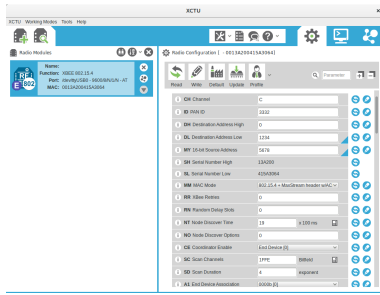 XCTU
XCTU Working Modes Tools Help
Radio Modules
Name:
Function: XBEE 802.15.4
Port: /dev/ttyUSB0 - 9600/8/N/1/N - AT
MAC: 0013A200415A3064
802
E
Radio Configuration [ - 0013A200415A3064]
Read Write Default Update Profile
Parameter
CH Channel C
ID PAN ID 3332
DH Destination Address High 0
DL Destination Address Low 1234
MY 16-bit Source Address 5678
SH Serial Number High 13A200
SL Serial Number Low 415A3064
MM MAC Mode 802.15.4 + MaxStream header w/AC
RR XBee Retries 0
RN Random Delay Slots 0
NT Node Discover Time 19 x 100 ms
NO Node Discover Options 0
CE Coordinator Enable End Device [0]
SC Scan Channels 1FFE Bitfield
SD Scan Duration 4 exponent
A1 End Device Association 0000b [0]